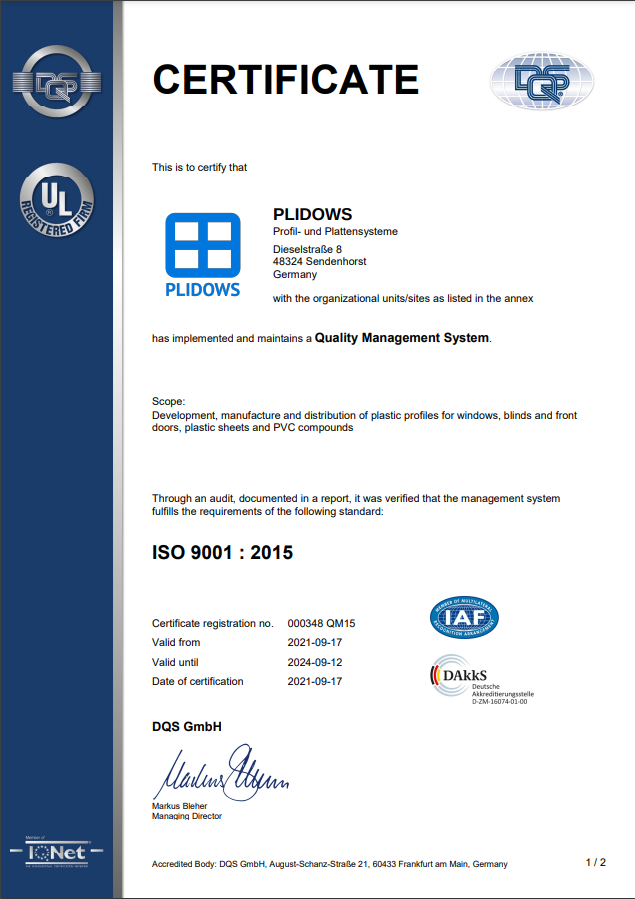 DQS
UL
®
REGISTERED FIRM
CERTIFICATE
DQS
®
This is to certify that
PLIDOWS
PLIDOWS
Profil- und Plattensysteme
Dieselstraße 8
48324 Sendenhorst
Germany
with the organizational units/sites as listed in the annex
has implemented and maintains a Quality Management System.
Scope:
Development, manufacture and distribution of plastic profiles for windows, blinds and front
doors, plastic sheets and PVC compounds
Through an audit, documented in a report, it was verified that the management system
fulfills the requirements of the following standard:
ISO 9001 : 2015
Certificate registration no. 000348 QM15
Valid from 2021-09-17
Valid until 2024-09-12
Date of certification 2021-09-17
MEMBER OF MULTILATERAL
IAF
RECOGNITION ARRANGEMENT
DAkkS
Deutsche
Akkreditierungsstelle
D-ZM-16074-01-00
DQS GmbH
Markus Bleher
Managing Director
Member of
IQNet
Accredited Body: DQS GmbH, August-Schanz-Straße 21, 60433 Frankfurt am Main, Germany
1 / 2